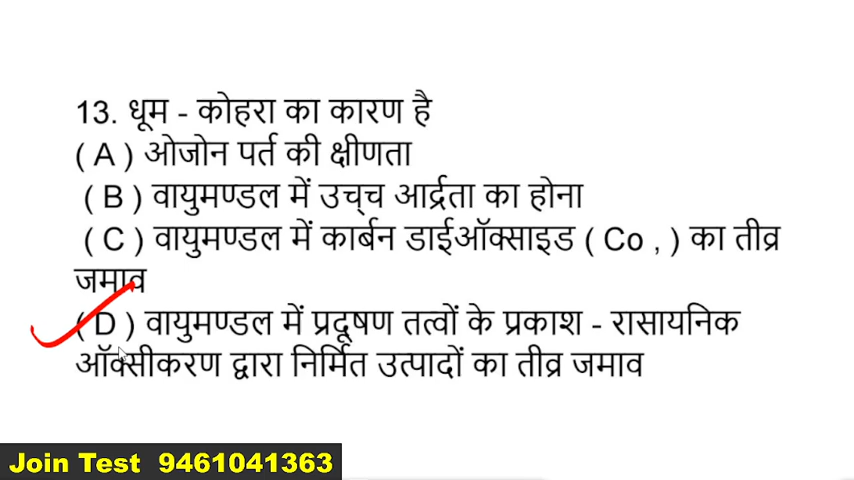 13. धूम - कोहरा का कारण है
( A ) ओजोन पर्त की क्षीणता
( B ) वायुमण्डल में उच्च आर्द्रता का होना
( C ) वायुमण्डल में कार्बन डाईऑक्साइड ( Co , ) का तीव्र
जमाव
( D ) वायुमण्डल में प्रदूषण तत्वों के प्रकाश - रासायनिक
ऑक्सीकरण द्वारा निर्मित उत्पादों का तीव्र जमाव
Join Test 9461041363